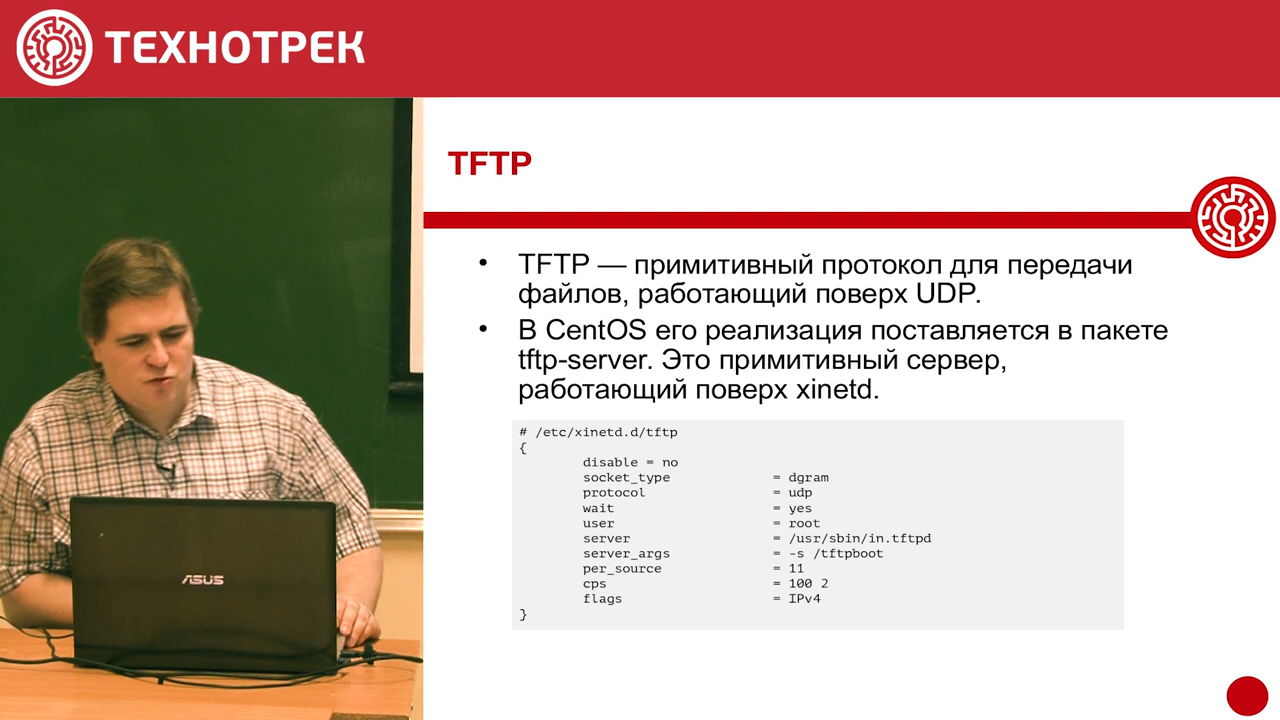 ТЕХНОТРЕК
TFTP
• TFTP — примитивный протокол для передачи
файлов, работающий поверх UDP.
• В CentOS его реализация поставляется в пакете
tftp-server. Это примитивный сервер,
работающий поверх xinetd.
# /etc/xinetd.d/tftp
{
disable = no
socket_type = dgram
protocol = udp
wait = yes
user = root
server = /usr/sbin/in.tftpd
server_args = -s /tftpboot
per_source = 11
cps = 100 2
flags = IPv4
}
ASUS